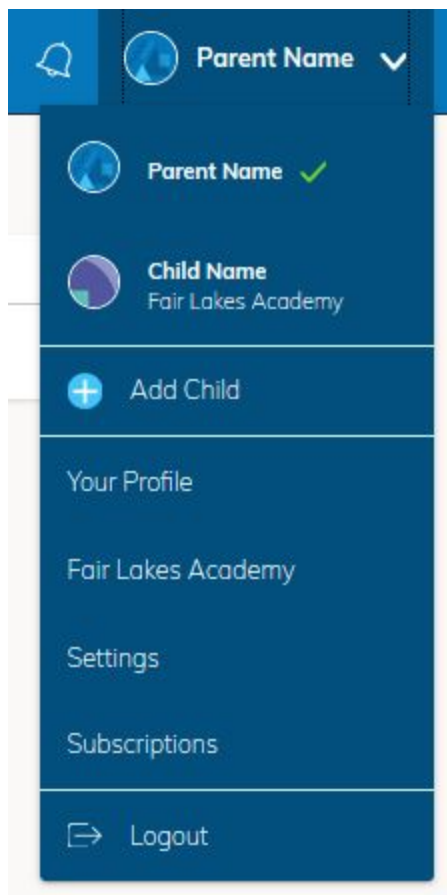 Parent Name
Parent Name
Child Name
Fair Lakes Academy
Add Child
Your Profile
Fair Lakes Academy
Settings
Subscriptions
Logout